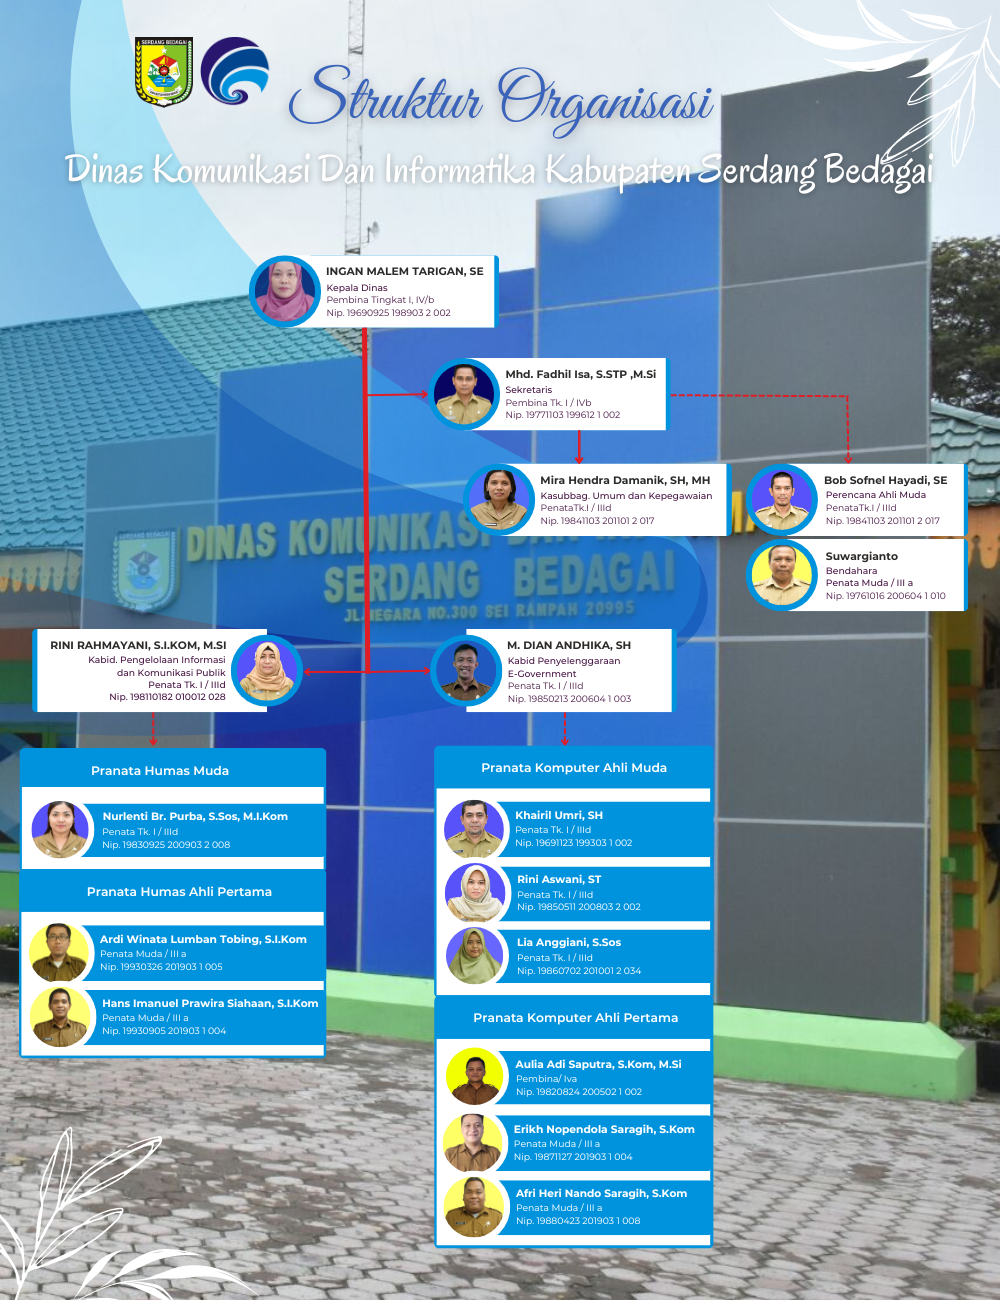 SERDANG BEDAGAI
Struktur Organisasi
Dinas Komunikasi Dan Informatika Kabupaten Serdang Bedagai
INGAN MALEM TARIGAN, SE
Kepala Dinas
Pembina Tingkat I, IV/b
Nip. 19690925 198903 2 002
Mhd. Fadhil Isa, S.STP ,M.Si
Sekretaris
Pembina Tk. I / IVb
Nip. 19771103 199612 1 002
Mira Hendra Damanik, SH, MH
Kasubbag. Umum dan Kepegawaian
PenataTk.I / IIId
Nip. 19841103 201101 2 017
Bob Sofnel Hayadi, SE
Perencana Ahli Muda
PenataTk.I / IIId
Nip. 19841103 201101 2 017
Suwargianto
Bendahara
Penata Muda / III a
Nip. 19761016 200604 1 010
DINAS KOMUNIKASI DAN
SERDANG BEDAGAI
JL.NEGARA NO.300 SEI RAMPAH 20995
RINI RAHMAYANI, S.I.KOM, M.SI
Kabid. Pengelolaan Informasi
dan Komunikasi Publik
Penata Tk. I / IIId
Nip. 198110182 010012 028
M. DIAN ANDHIKA, SH
Kabid Penyelenggaraan
E-Government
Penata Tk. I / IIId
Nip. 19850213 200604 1 003
Pranata Humas Muda
Nurlenti Br. Purba, S.Sos, M.I.Kom
Penata Tk. I / IIId
Nip. 19830925 200903 2 008
Pranata Humas Ahli Pertama
Ardi Winata Lumban Tobing, S.I.Kom
Penata Muda / III a
Nip. 19930326 201903 1 005
Hans Imanuel Prawira Siahaan, S.I.Kom
Penata Muda / III a
Nip. 19930905 201903 1 004
Pranata Komputer Ahli Muda
Khairil Umri, SH
Penata Tk. I / IIId
Nip. 19691123 199303 1 002
Rini Aswani, ST
Penata Tk. I / IIId
Nip. 19850511 200803 2 002
Lia Anggiani, S.Sos
Penata Tk. I / IIId
Nip. 19860702 201001 2 034
Pranata Komputer Ahli Pertama
Aulia Adi Saputra, S.Kom, M.Si
Pembina/ Iva
Nip. 19820824 200502 1 002
Erikh Nopendola Saragih, S.Kom
Penata Muda / III a
Nip. 19871127 201903 1 004
Afri Heri Nando Saragih, S.Kom
Penata Muda / III a
Nip. 19880423 201903 1 008